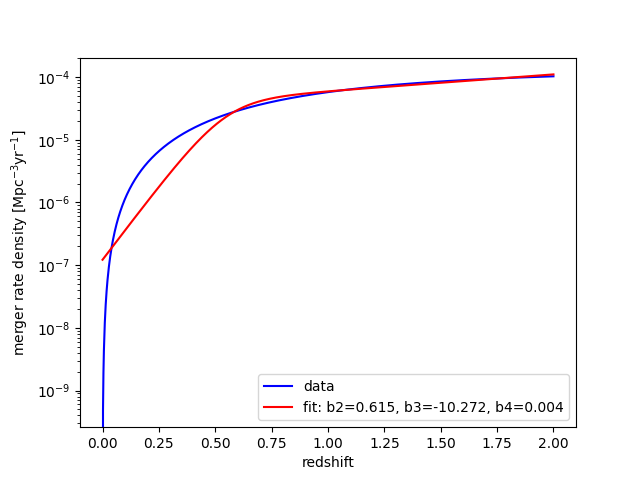 merger rate density [Mpc⁻³yr⁻¹]
10⁻⁴
10⁻⁵
10⁻⁶
10⁻⁷
10⁻⁸
10⁻⁹
data
fit: b2=0.615, b3=-10.272, b4=0.004
0.00 0.25 0.50 0.75 1.00 1.25 1.50 1.75 2.00
redshift